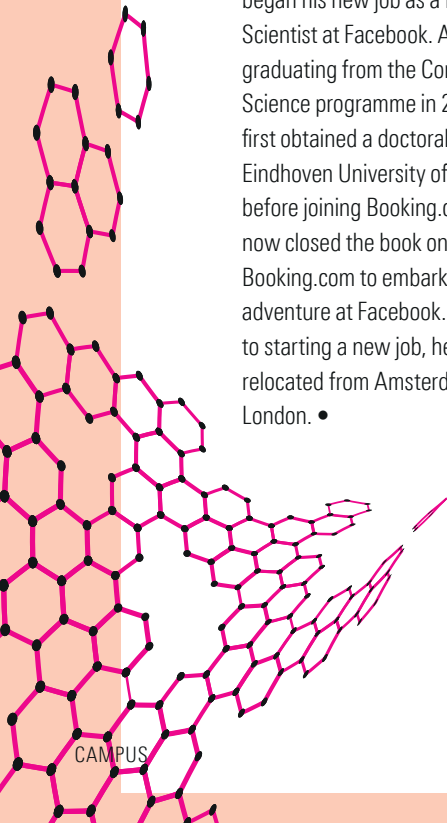 began his new job as a
Scientist at Facebook. A
graduating from the Co
Science programme in 2
first obtained a doctoral
Eindhoven University of
before joining Booking.c
now closed the book on
Booking.com to embark
adventure at Facebook.
to starting a new job, he
relocated from Amsterd
London. •
CAMPUS